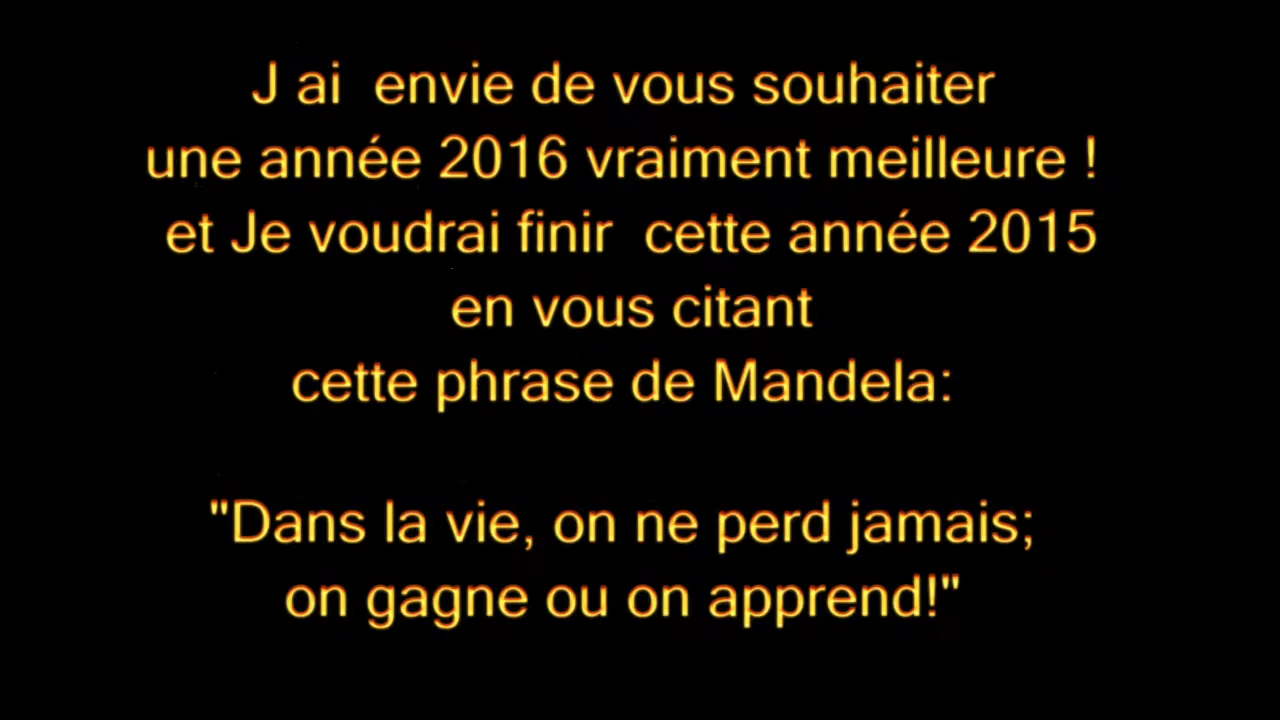 J ai  envie de vous souhaiter
une année 2016 vraiment meilleure !
et Je voudrai finir  cette année 2015
en vous citant
cette phrase de Mandela:
"Dans la vie, on ne perd jamais;
on gagne ou on apprend!"